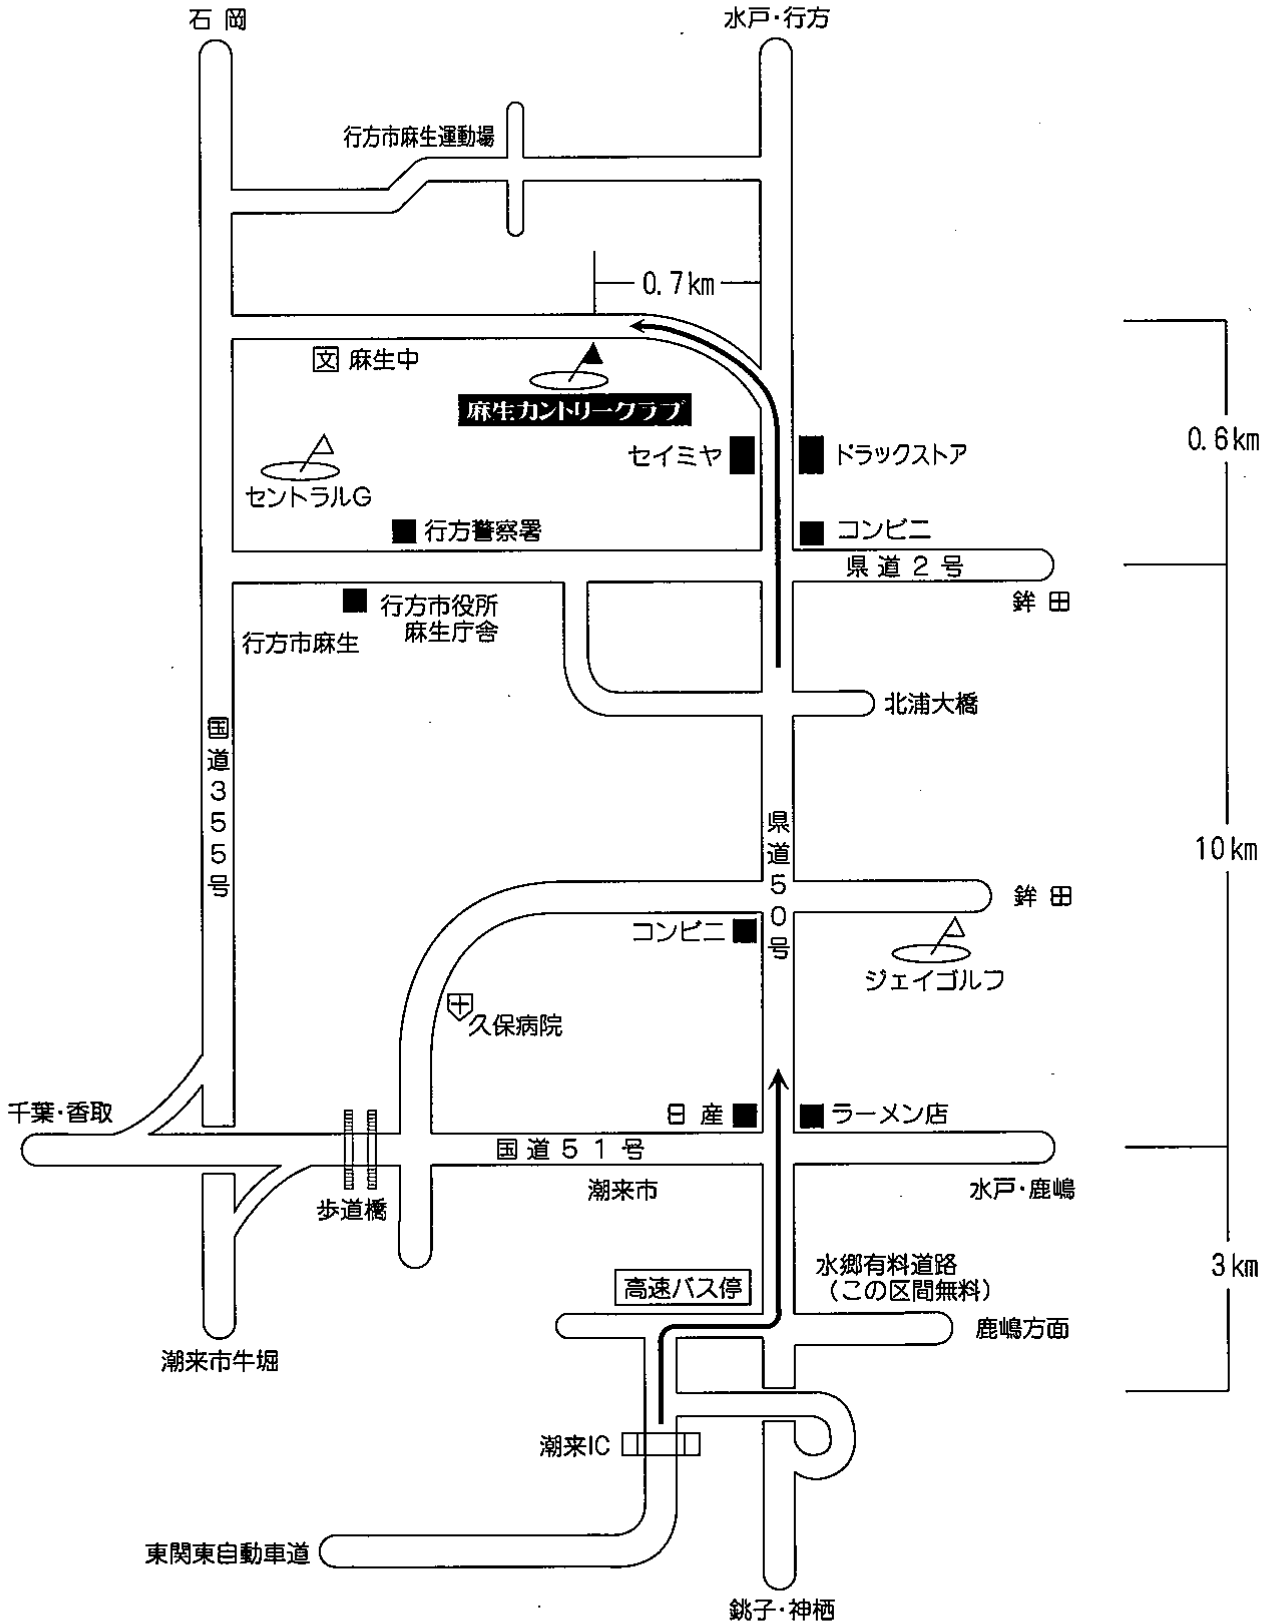 石岡
水戸・行方
行方市麻生運動場
0.7km
文 麻生中
麻生カントリークラブ
0.6km
セイミヤ
ドラックストア
セントラルG
行方警察署
コンビニ
県道2号
鉾田
行方市役所
麻生庁舎
行方市麻生
北浦大橋
国道355号
県道50号
10km
鉾田
コンビニ
ジェイゴルフ
久保病院
千葉・香取
日産
ラーメン店
国道51号
潮来市
水戸・鹿嶋
歩道橋
水郷有料道路
(この区間無料)
3km
高速バス停
鹿嶋方面
潮来市牛堀
潮来IC
東関東自動車道
銚子・神栖